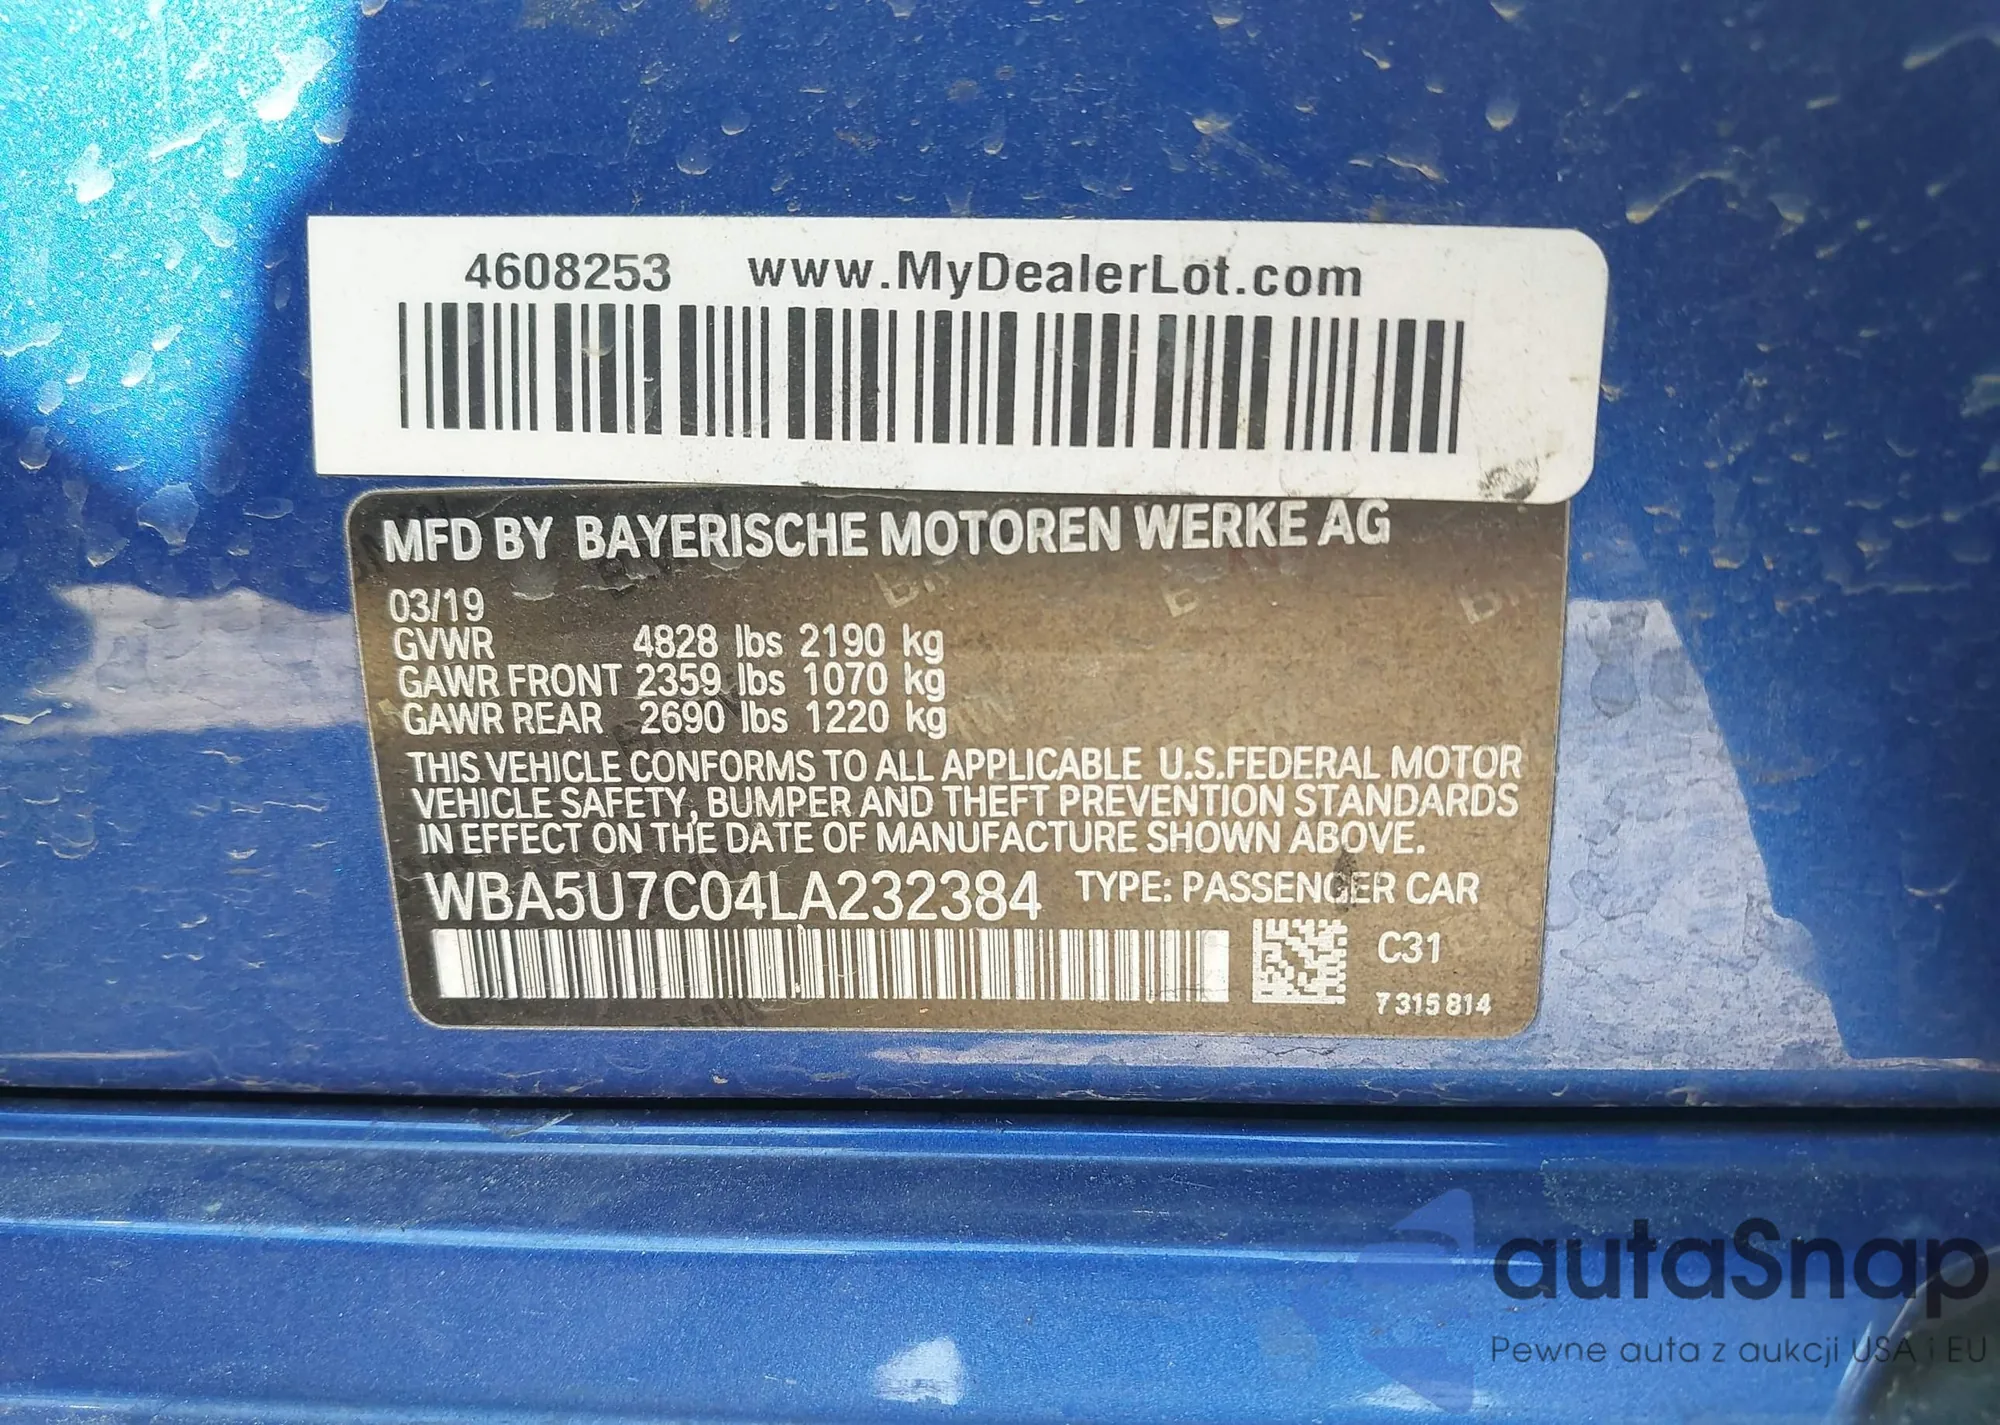 4608253 www.MyDealerLot.com
MFD BY BAYERISCHE MOTOREN WERKE AG
03/19
GVWR 4828 lbs 2190 kg
GAWR FRONT 2359 lbs 1070 kg
GAWR REAR 2690 lbs 1220 kg
THIS VEHICLE CONFORMS TO ALL APPLICABLE U.S.FEDERAL MOTOR
VEHICLE SAFETY, BUMPER AND THEFT PREVENTION STANDARDS
IN EFFECT ON THE DATE OF MANUFACTURE SHOWN ABOVE.
WBA5U7C04LA232384 TYPE: PASSENGER CAR
C31
7315814
autaSnap
Pewne auta z aukcji USA i EU